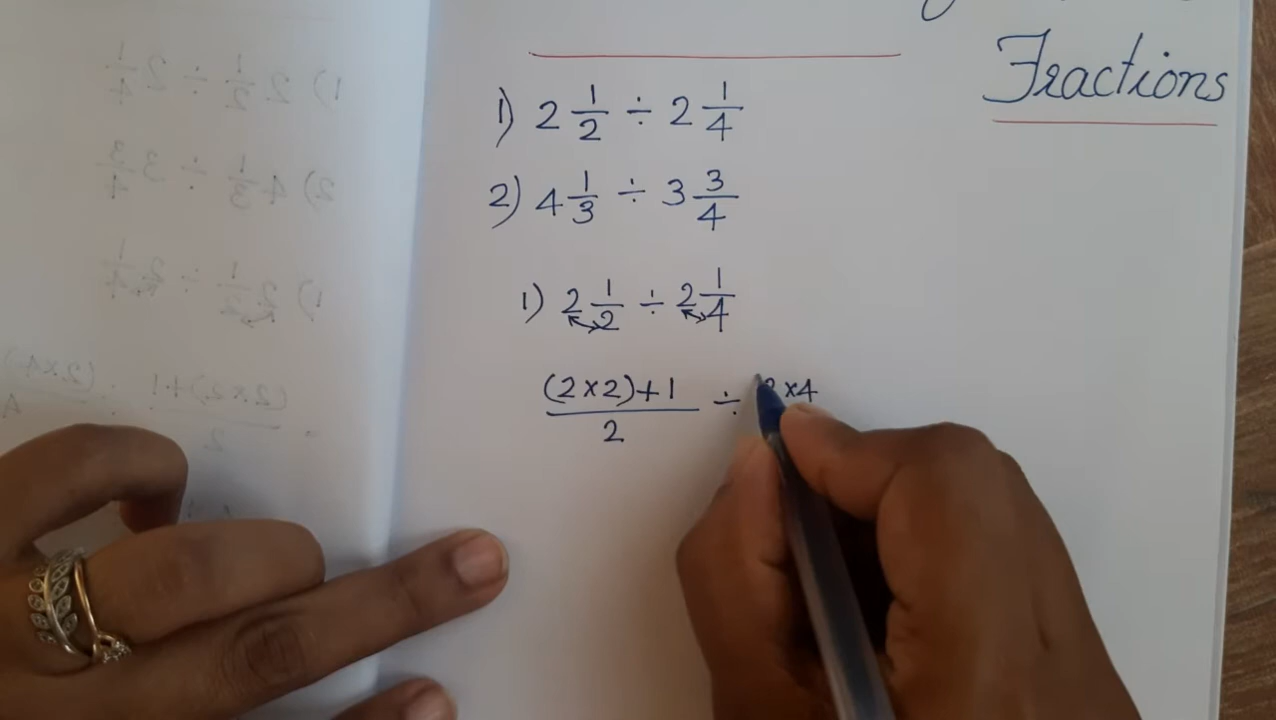 Fractions
1) 2 1/2 ÷ 2 1/4
2) 4 1/3 ÷ 3 3/4
1) 2 1/2 ÷ 2 1/4
(2×2)+1/2 ÷ 2×4